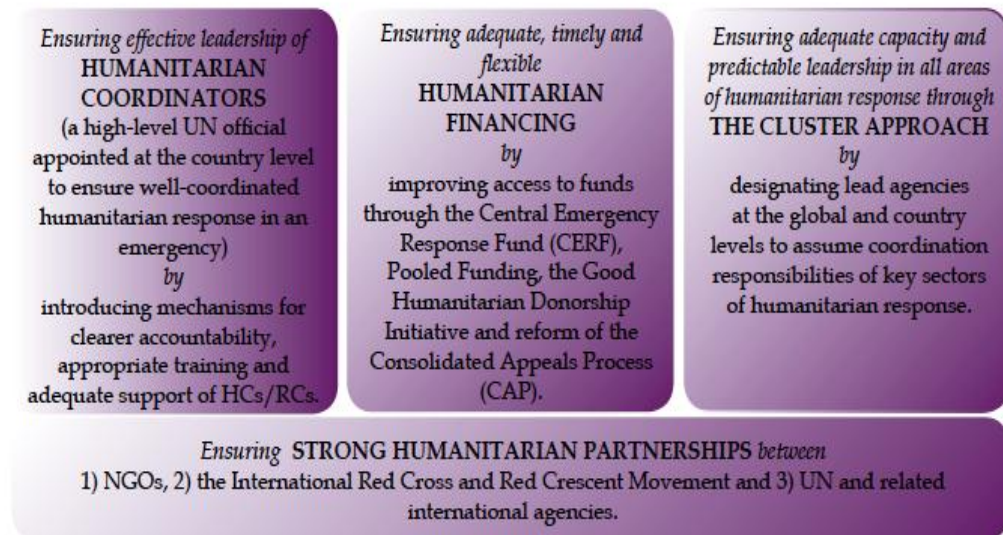 Ensuring effective leadership of
HUMANITARIAN
COORDINATORS
(a high-level UN official
appointed at the country level
to ensure well-coordinated
humanitarian response in an
emergency)
by
introducing mechanisms for
clearer accountability,
appropriate training and
adequate support of HCs/RCs.
Ensuring adequate, timely and
flexible
HUMANITARIAN
FINANCING
by
improving access to funds
through the Central Emergency
Response Fund (CERF),
Pooled Funding, the Good
Humanitarian Donorship
Initiative and reform of the
Consolidated Appeals Process
(CAP).
Ensuring adequate capacity and
predictable leadership in all areas
of humanitarian response through
THE CLUSTER APPROACH
by
designating lead agencies
at the global and country
levels to assume coordination
responsibilities of key sectors
of humanitarian response.
Ensuring STRONG HUMANITARIAN PARTNERSHIPS between
1) NGOs, 2) the International Red Cross and Red Crescent Movement and 3) UN and related
international agencies.